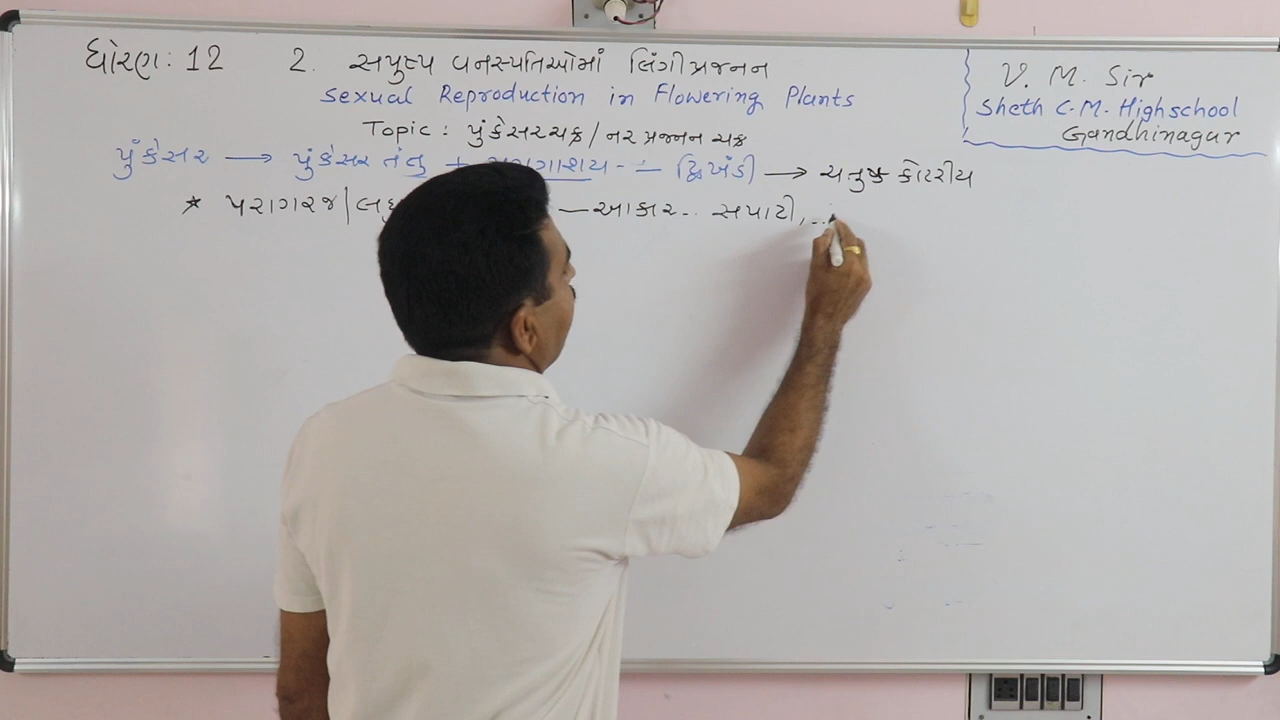 ધોરણ: 12
2. સપુષ્પ વનસ્પતિઓમાં લિંગીપ્રજનન
Sexual Reproduction in Flowering Plants
Topic: પુંકેસરચક્ર/નર પ્રજનન ચક્ર
પુંકેસર → પુંકેસર તંતુ + પરાગાશય -- દ્વિખંડી → ચતુષ્ક કોટરીય
* પરાગરજ|લઘુ — આકાર.. સપાટી,..
V. M. Sir
Sheth C.M. Highschool
Gandhinagar